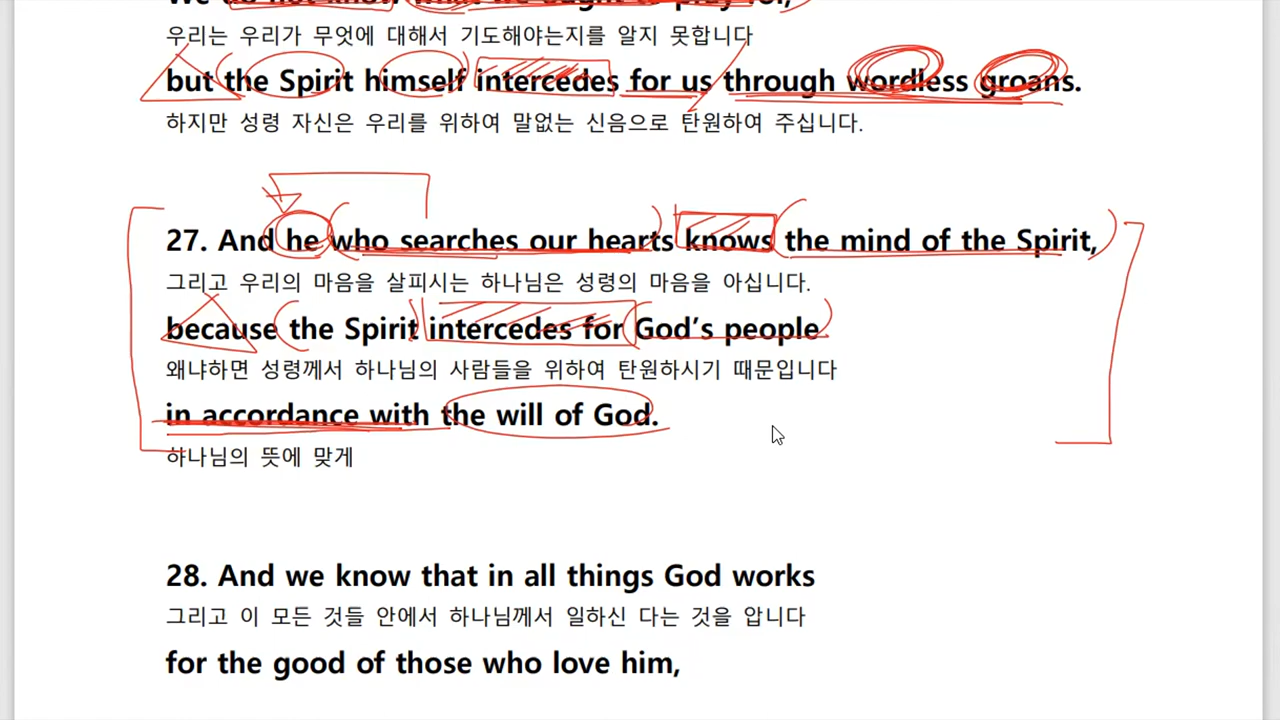 we do not know what we ought to pray for,
우리는 우리가 무엇에 대해서 기도해야는지를 알지 못합니다
but the Spirit himself intercedes for us through wordless groans.
하지만 성령 자신은 우리를 위하여 말없는 신음으로 탄원하여 주십니다.
27. And he who searches our hearts knows the mind of the Spirit,
그리고 우리의 마음을 살피시는 하나님은 성령의 마음을 아십니다.
because the Spirit intercedes for God's people
왜냐하면 성령께서 하나님의 사람들을 위하여 탄원하시기 때문입니다
in accordance with the will of God.
하나님의 뜻에 맞게
28. And we know that in all things God works
그리고 이 모든 것들 안에서 하나님께서 일하신 다는 것을 압니다
for the good of those who love him,